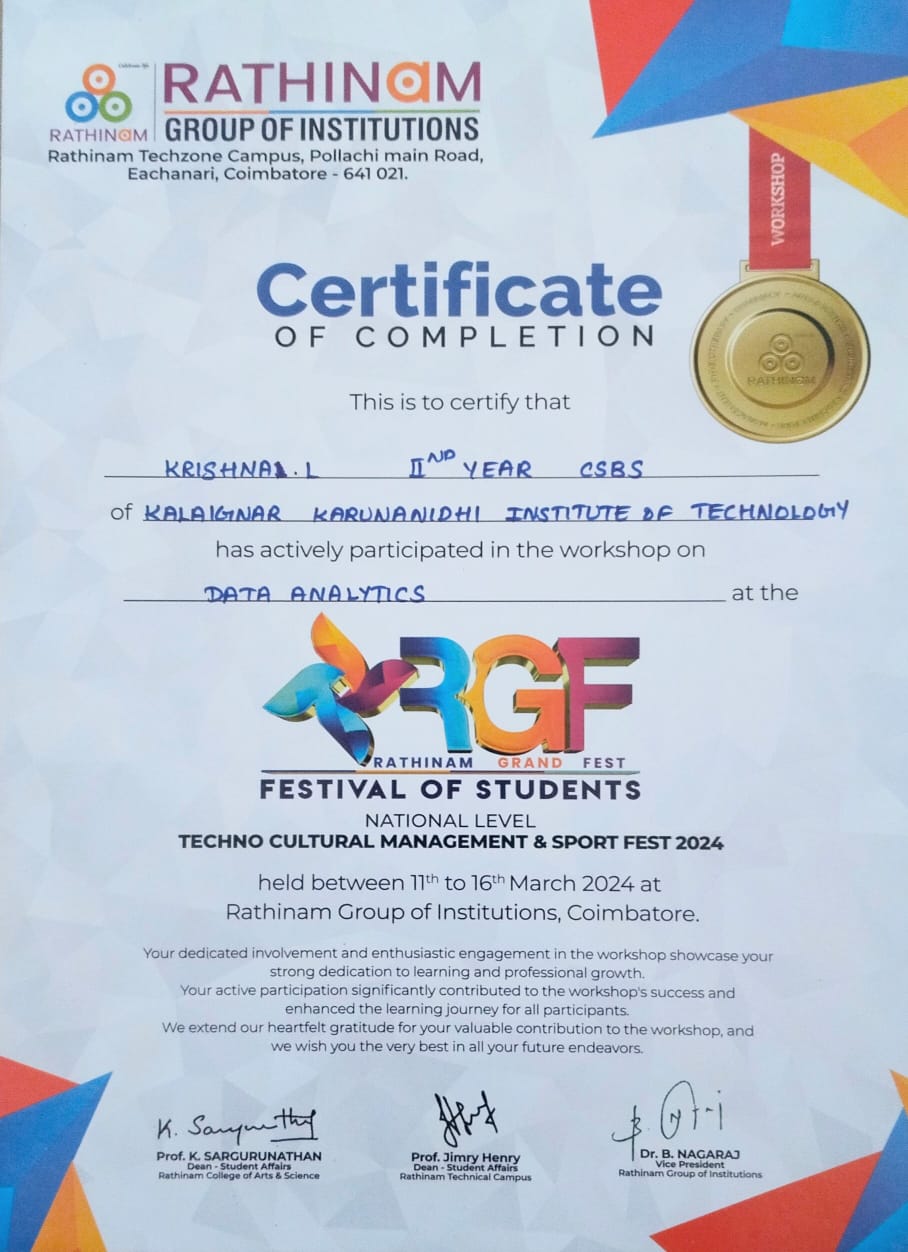 Celebrate life
RATHINAM
RATHINAM
GROUP OF INSTITUTIONS
Rathinam Techzone Campus, Pollachi main Road,
Eachanari, Coimbatore - 641 021.
WORKSHOP
RATHINAM
Certificate
OF COMPLETION
This is to certify that
KRISHNA.L IIND YEAR CSBS
of KALAIGNAR KARUNANIDHI INSTITUTE OF TECHNOLOGY
has actively participated in the workshop on
DATA ANALYTICS at the
RGF
RATHINAM GRAND FEST
FESTIVAL OF STUDENTS
NATIONAL LEVEL
TECHNO CULTURAL MANAGEMENT & SPORT FEST 2024
held between 11th to 16th March 2024 at
Rathinam Group of Institutions, Coimbatore.
Your dedicated involvement and enthusiastic engagement in the workshop showcase your
strong dedication to learning and professional growth.
Your active participation significantly contributed to the workshop's success and
enhanced the learning journey for all participants.
We extend our heartfelt gratitude for your valuable contribution to the workshop, and
we wish you the very best in all your future endeavors.
Prof. K. SARGURUNATHAN
Dean - Student Affairs
Rathinam College of Arts & Science
Prof. Jimry Henry
Dean - Student Affairs
Rathinam Technical Campus
Dr. B. NAGARAJ
Vice President
Rathinam Group of Institutions